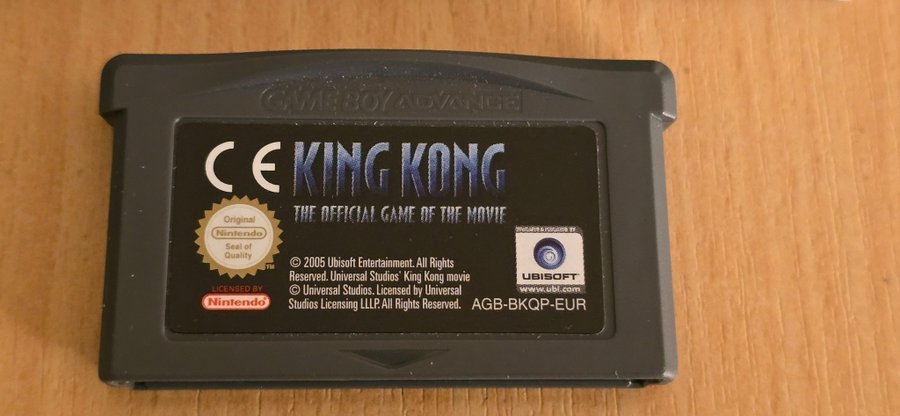 GAME BOY ADVANCE
CE KING KONG
THE OFFICIAL GAME OF THE MOVIE
Original
Nintendo
Seal of
Quality
TM
LICENSED BY
Nintendo
© 2005 Ubisoft Entertainment. All Rights
Reserved. Universal Studios' King Kong movie
© Universal Studios. Licensed by Universal
Studios Licensing LLLP. All Rights Reserved.
UBISOFT
www.ubi.com
AGB-BKQP-EUR